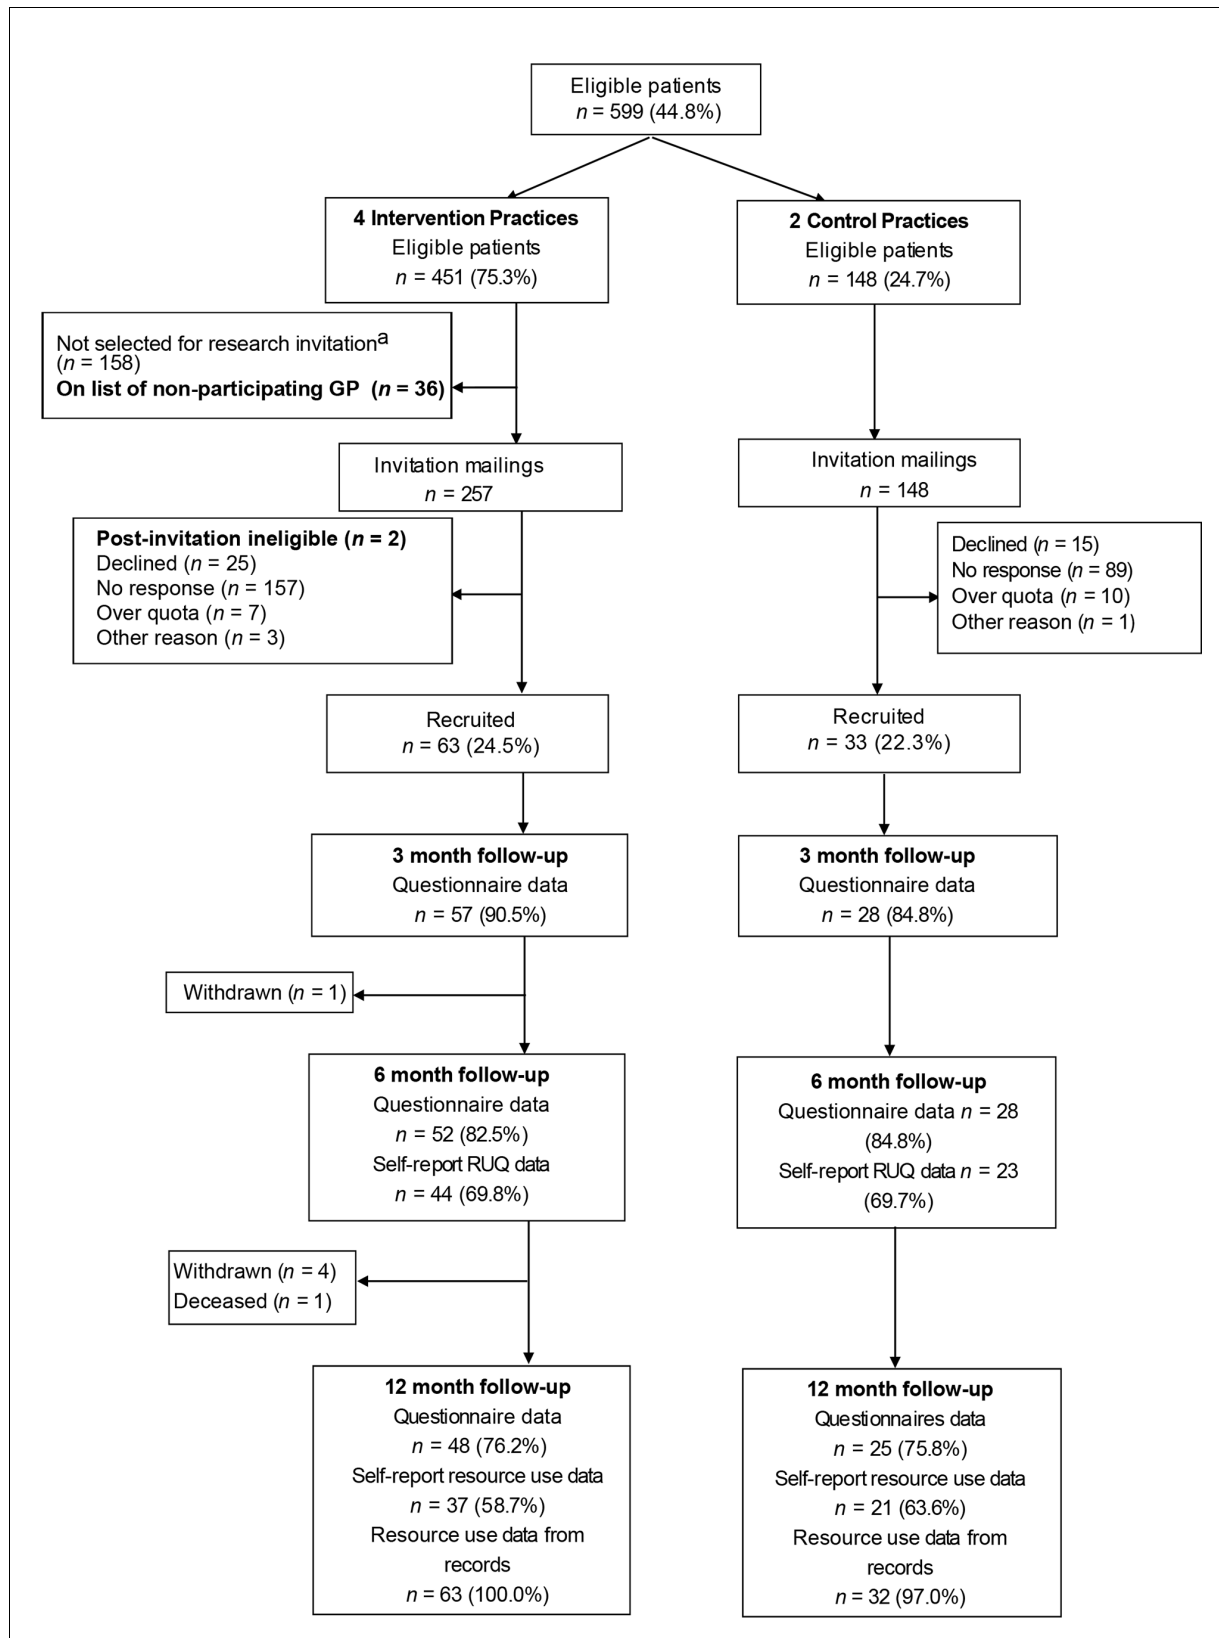 Eligible patients
n = 599 (44.8%)
4 Intervention Practices
Eligible patients
n = 451 (75.3%)
2 Control Practices
Eligible patients
n = 148 (24.7%)
Not selected for research invitationa
(n = 158)
On list of non-participating GP (n = 36)
Invitation mailings
n = 257
Invitation mailings
n = 148
Post-invitation ineligible (n = 2)
Declined (n = 25)
No response (n = 157)
Over quota (n = 7)
Other reason (n = 3)
Declined (n = 15)
No response (n = 89)
Over quota (n = 10)
Other reason (n = 1)
Recruited
n = 63 (24.5%)
Recruited
n = 33 (22.3%)
3 month follow-up
Questionnaire data
n = 57 (90.5%)
3 month follow-up
Questionnaire data
n = 28 (84.8%)
Withdrawn (n = 1)
6 month follow-up
Questionnaire data
n = 52 (82.5%)
Self-report RUQ data
n = 44 (69.8%)
6 month follow-up
Questionnaire data n = 28
(84.8%)
Self-report RUQ data n = 23
(69.7%)
Withdrawn (n = 4)
Deceased (n = 1)
12 month follow-up
Questionnaire data
n = 48 (76.2%)
Self-report resource use data
n = 37 (58.7%)
Resource use data from
records
n = 63 (100.0%)
12 month follow-up
Questionnaires data
n = 25 (75.8%)
Self-report resource use data
n = 21 (63.6%)
Resource use data from
records
n = 32 (97.0%)